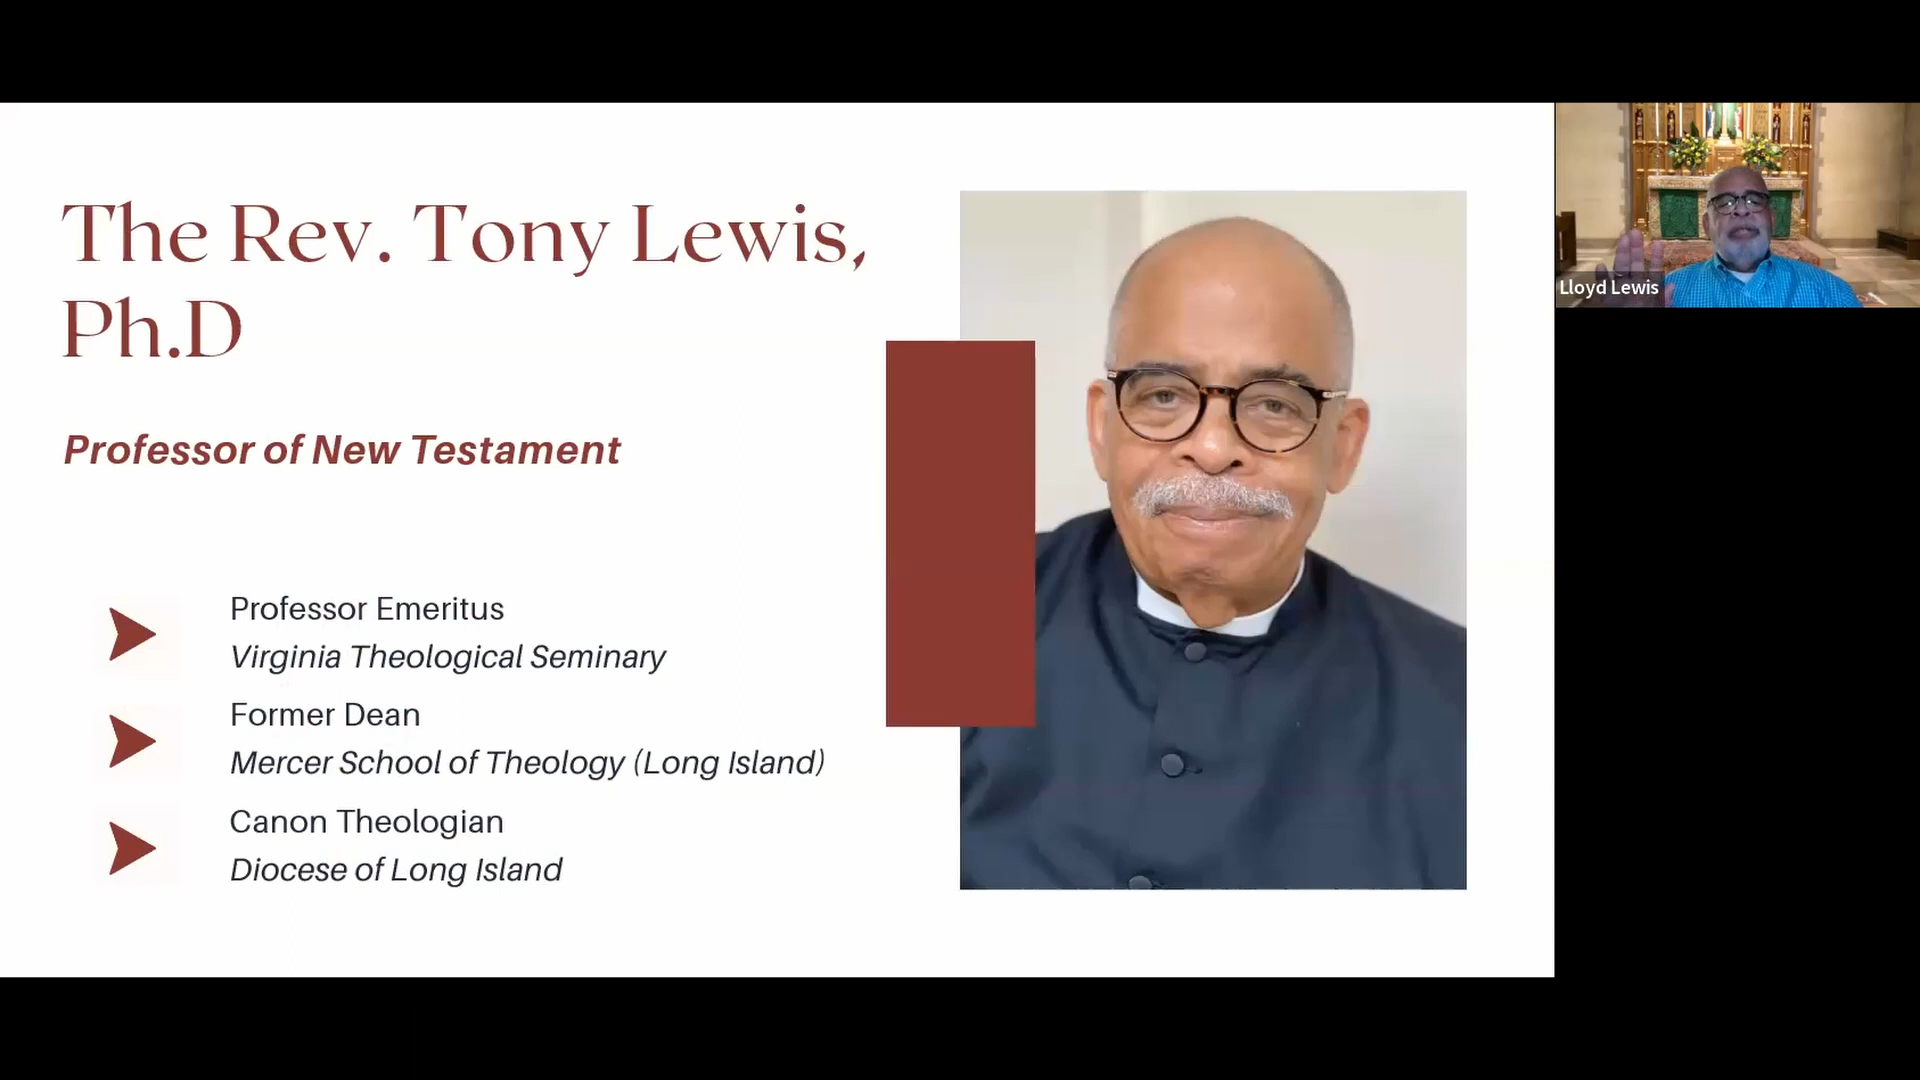 The Rev. Tony Lewis,
Ph.D
Professor of New Testament
Professor Emeritus
Virginia Theological Seminary
Former Dean
Mercer School of Theology (Long Island)
Canon Theologian
Diocese of Long Island
Lloyd Lewis